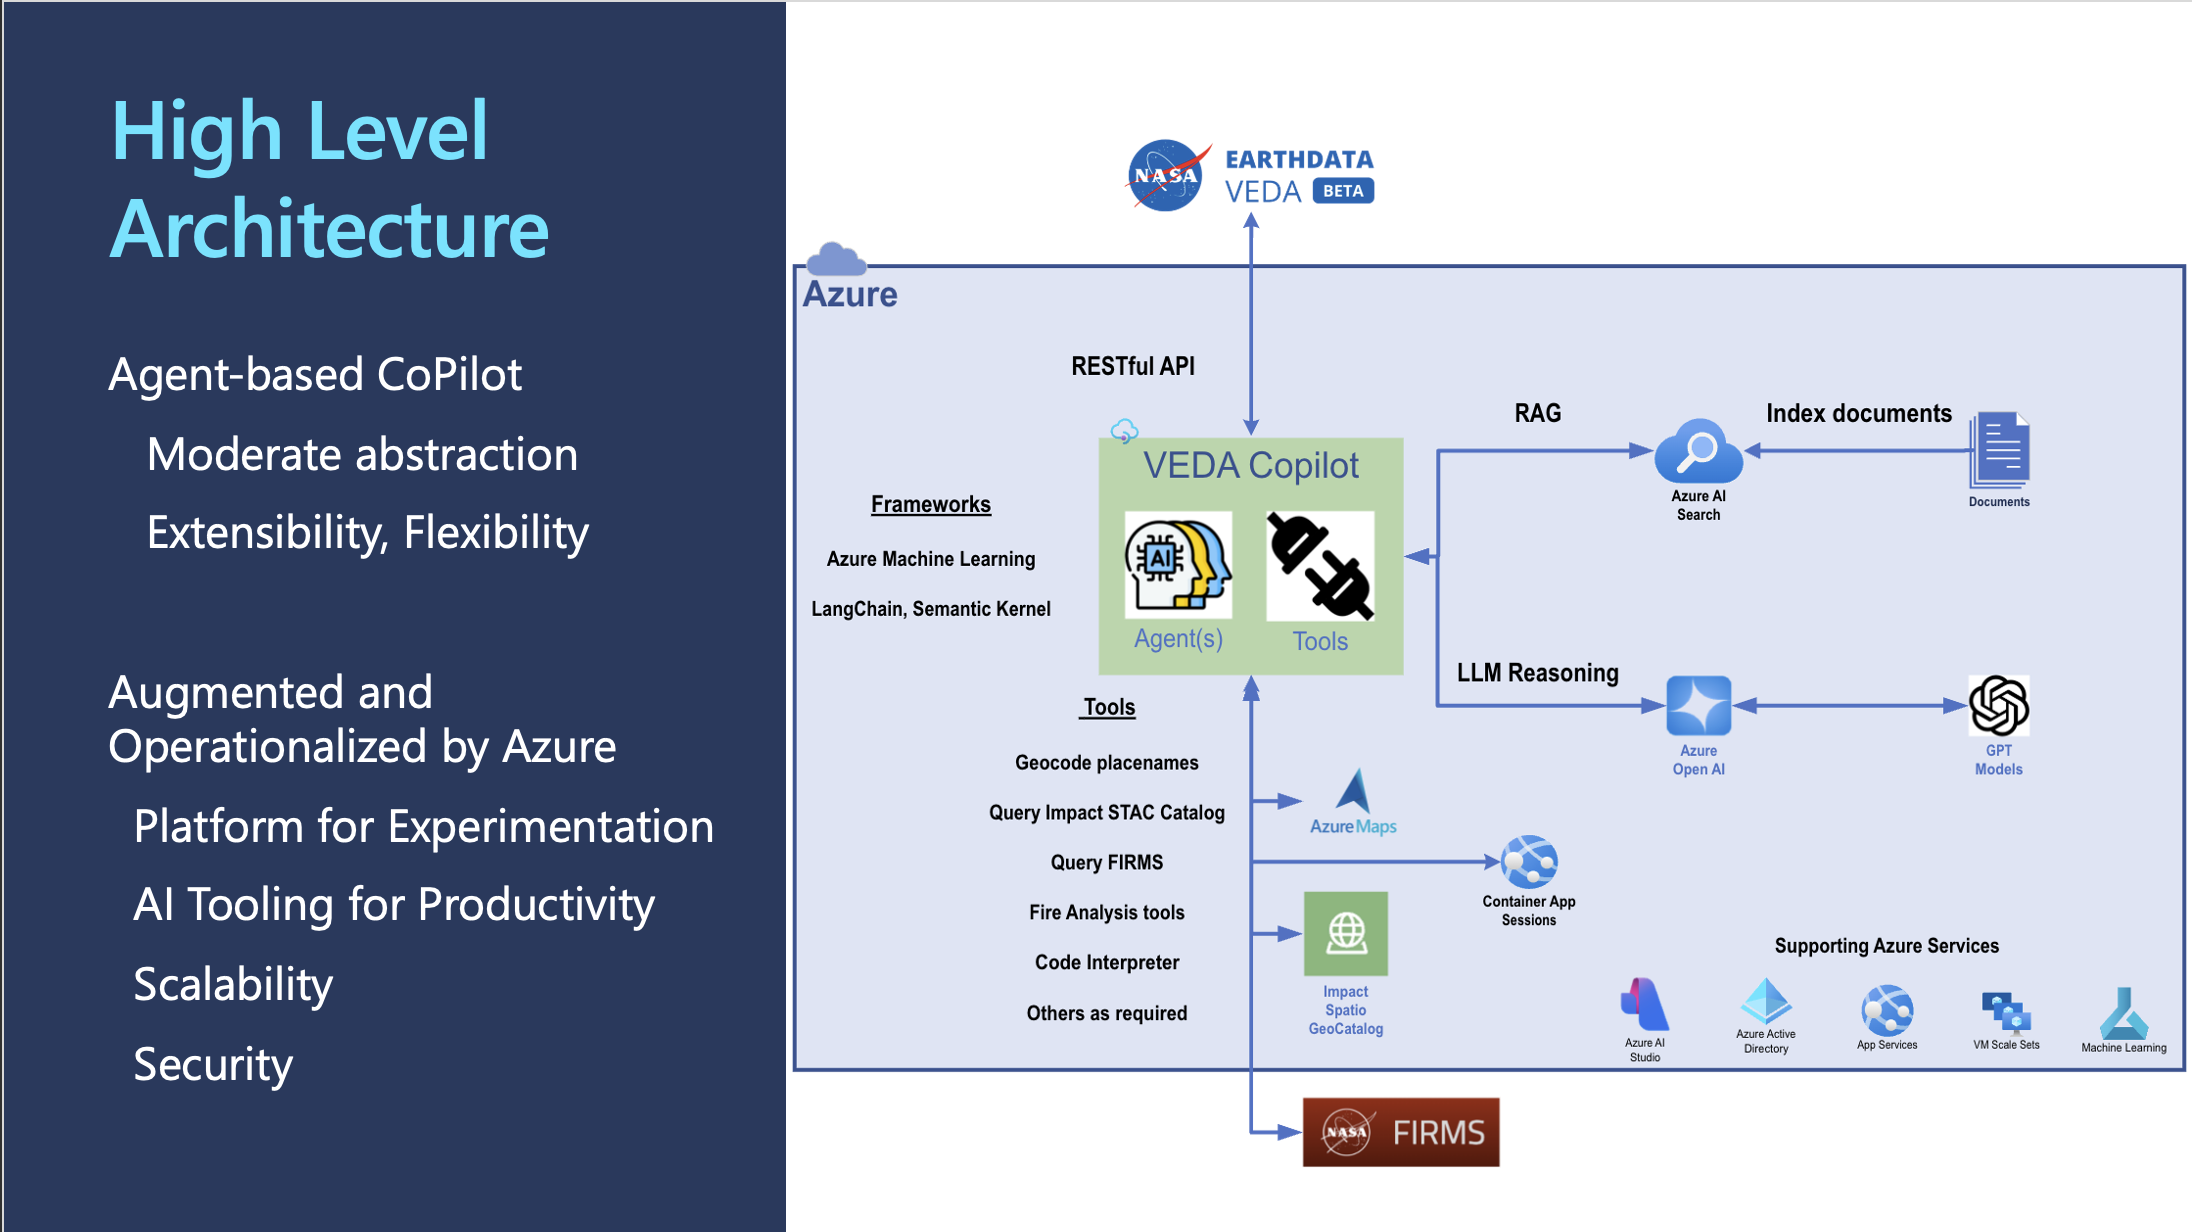 High Level
Architecture
Agent-based CoPilot
Moderate abstraction
Extensibility, Flexibility
Augmented and
Operationalized by Azure
Platform for Experimentation
AI Tooling for Productivity
Scalability
Security
NASA
EARTHDATA
VEDA BETA
Azure
RESTful API
VEDA Copilot
AI
Agent(s)
Tools
Frameworks
Azure Machine Learning
LangChain, Semantic Kernel
RAG
Azure AI
Search
Index documents
Documents
LLM Reasoning
Azure
Open AI
GPT
Models
Tools
Geocode placenames
Query Impact STAC Catalog
Query FIRMS
Fire Analysis tools
Code Interpreter
Others as required
Azure Maps
Container App
Sessions
Impact
Spatio
GeoCatalog
Supporting Azure Services
Azure AI
Studio
Azure Active
Directory
App Services
VM Scale Sets
Machine Learning
NASA FIRMS